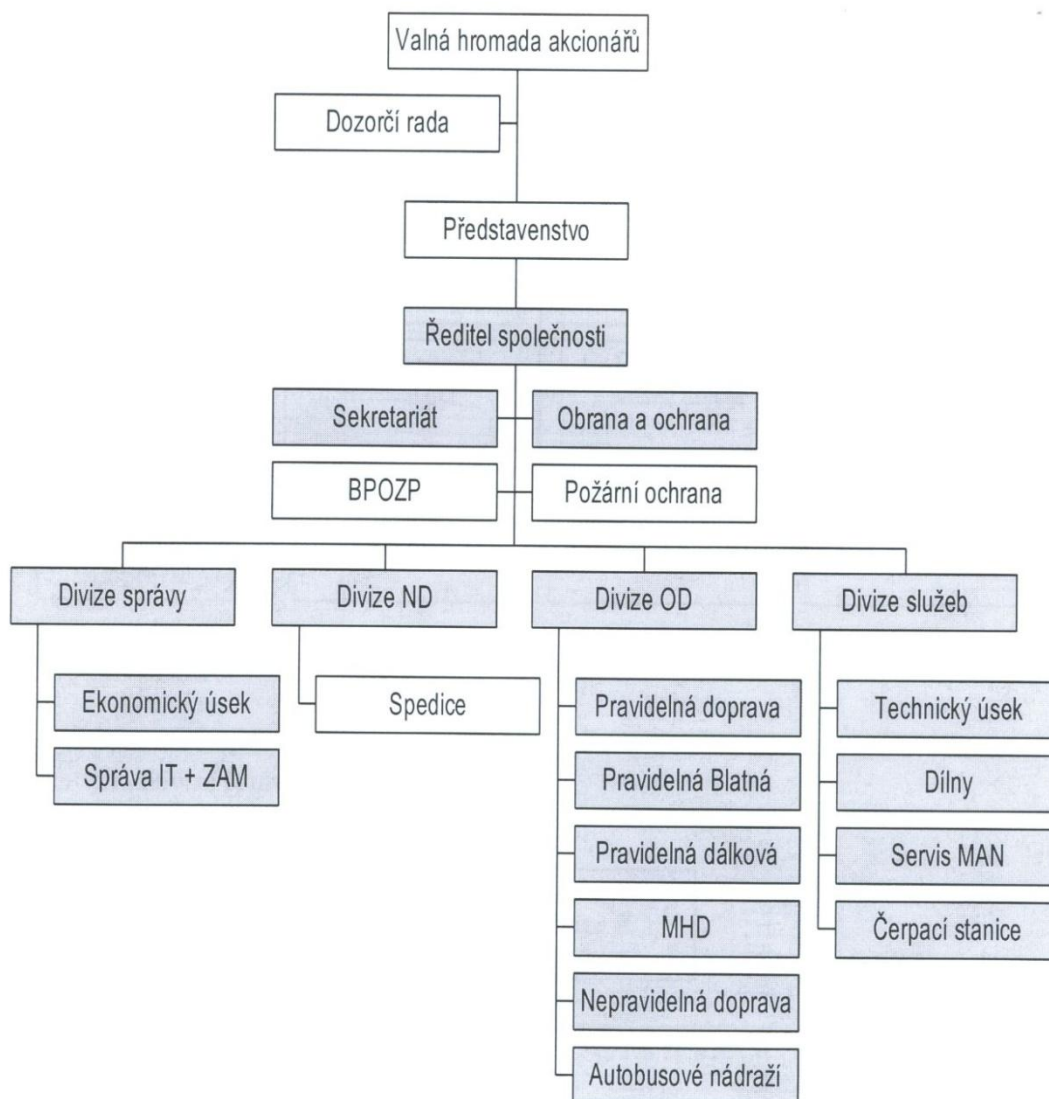 Valná hromada akcionářů
Dozorčí rada
Představenstvo
Ředitel společnosti
Sekretariát
Obrana a ochrana
BPOZP
Požární ochrana
Divize správy
Divize ND
Divize OD
Divize služeb
Ekonomický úsek
Správa IT + ZAM
Spedice
Pravidelná doprava
Pravidelná Blatná
Pravidelná dálková
MHD
Nepravidelná doprava
Autobusové nádraží
Technický úsek
Dílny
Servis MAN
Čerpací stanice